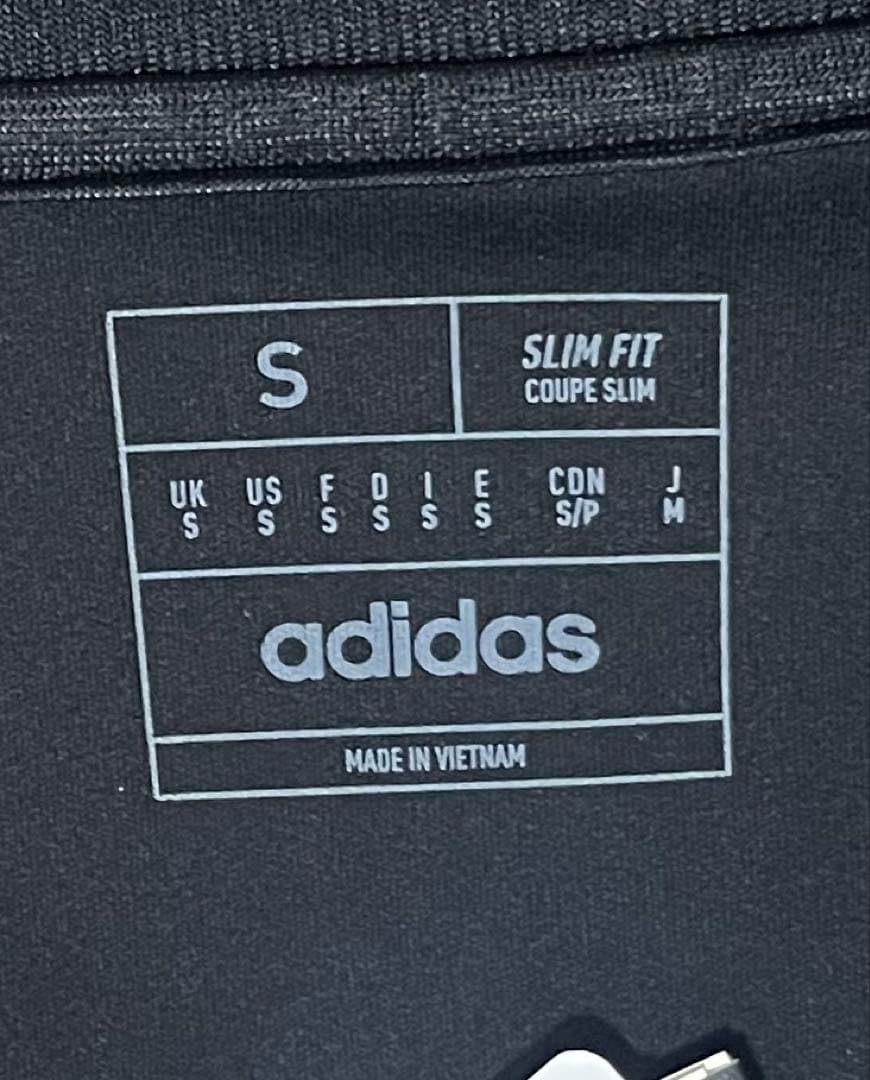 S
SLIM FIT
COUPE SLIM
UK US F D I E CDN J
S S S S S S S/P M
adidas
MADE IN VIETNAM